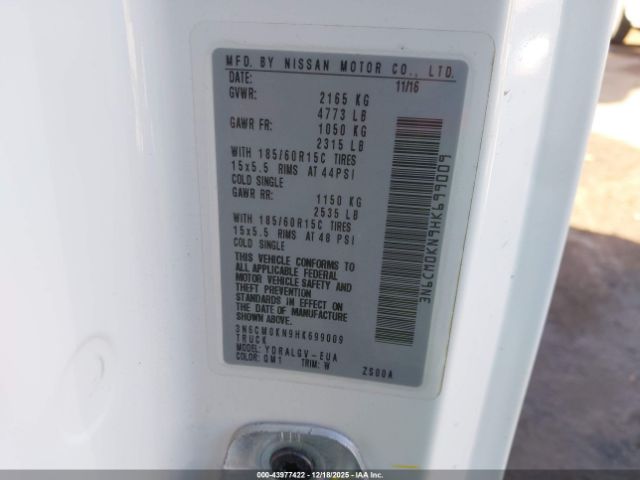 MFD. BY NISSAN MOTOR CO., LTD.
DATE: 11/16
GVWR: 2165 KG
4773 LB
GAWR FR: 1050 KG
2315 LB
WITH 185/60R15C TIRES
15x5.5 RIMS AT 44PSI
COLD SINGLE
GAWR RR: 1150 KG
2535 LB
WITH 185/60R15C TIRES
15x5.5 RIMS AT 48 PSI
COLD SINGLE
THIS VEHICLE CONFORMS TO
ALL APPLICABLE FEDERAL
MOTOR VEHICLE SAFETY AND
THEFT PREVENTION
STANDARDS IN EFFECT ON
THE DATE OF MANUFACTURE
SHOWN ABOVE.
3N6CM0KN9HK699009
TRUCK
MODEL: YDRALGV-EUA
COLOR: QM1 TRIM: W ZS00A
3N6CM0KN9HK699009
000-43977422 - 12/18/2025 - IAAI.COM